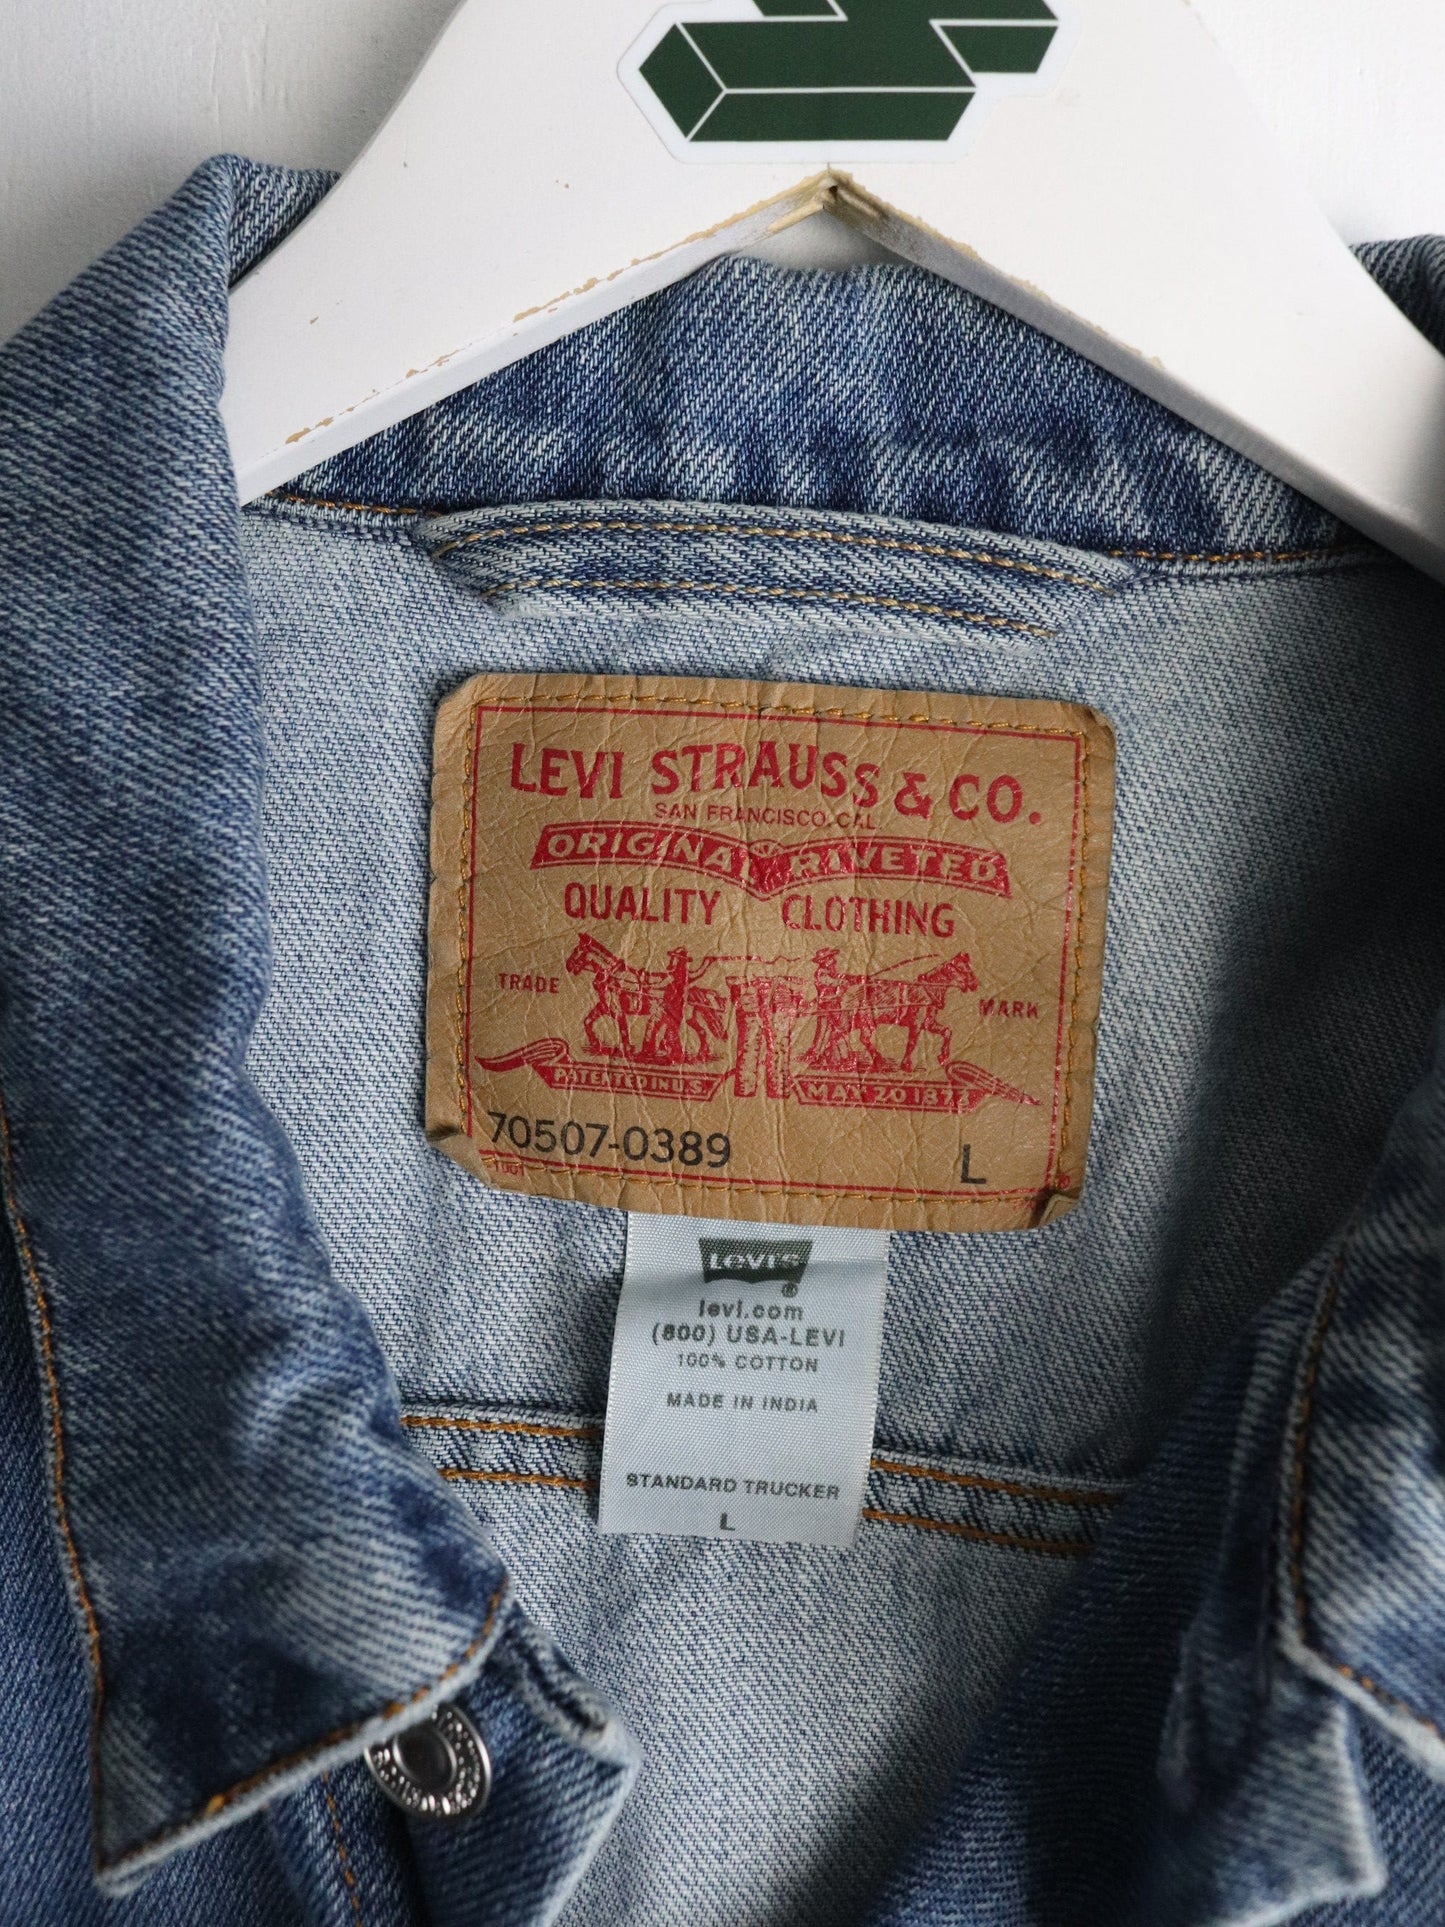 LEVI STRAUSS & CO.
SAN FRANCISCO, CAL
ORIGINAL RIVETED
QUALITY CLOTHING
TRADE MARK
PATENTED IN U.S. MAY 20 1873
70507-0389 L
1001 ®
Levi's
®
levi.com
(800) USA-LEVI
100% COTTON
MADE IN INDIA
STANDARD TRUCKER
L